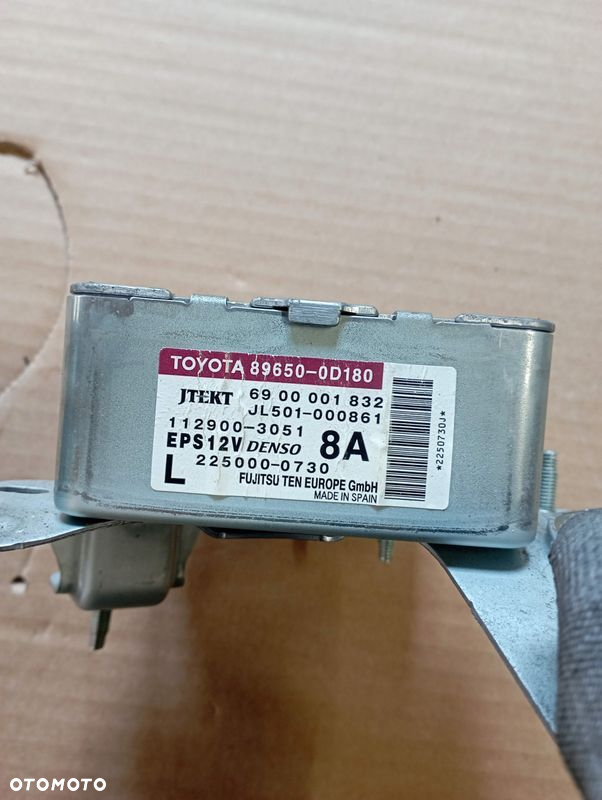 TOYOTA 89650-0D180
JTEKT 69 00 001 832
JL501-000861
112900-3051
EPS12V DENSO 8A
L 225000-0730
FUJITSU TEN EUROPE GmbH
MADE IN SPAIN
*2250730J*
OTOMOTO